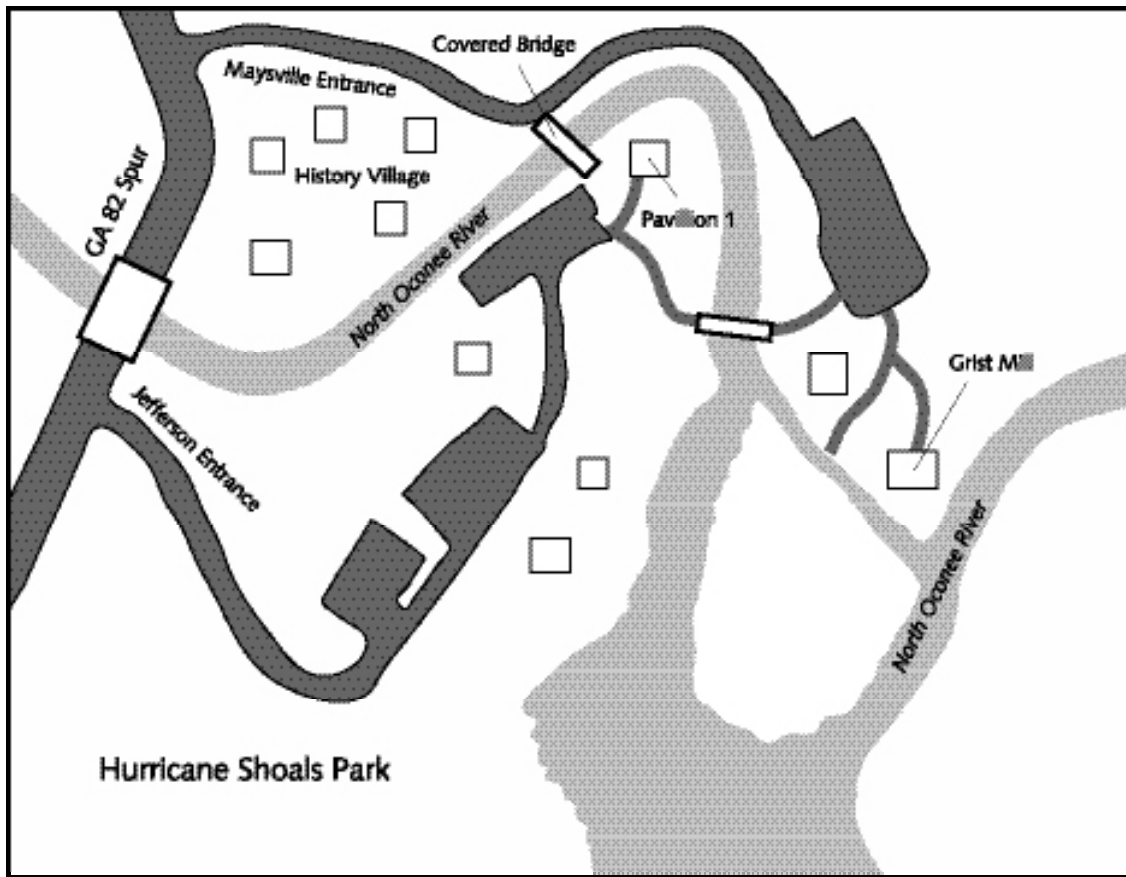 Covered Bridge
Maysville Entrance
GA 82 Spur
History Village
Pavilion 1
North Oconee River
Grist Mill
Jefferson Entrance
North Oconee River
Hurricane Shoals Park